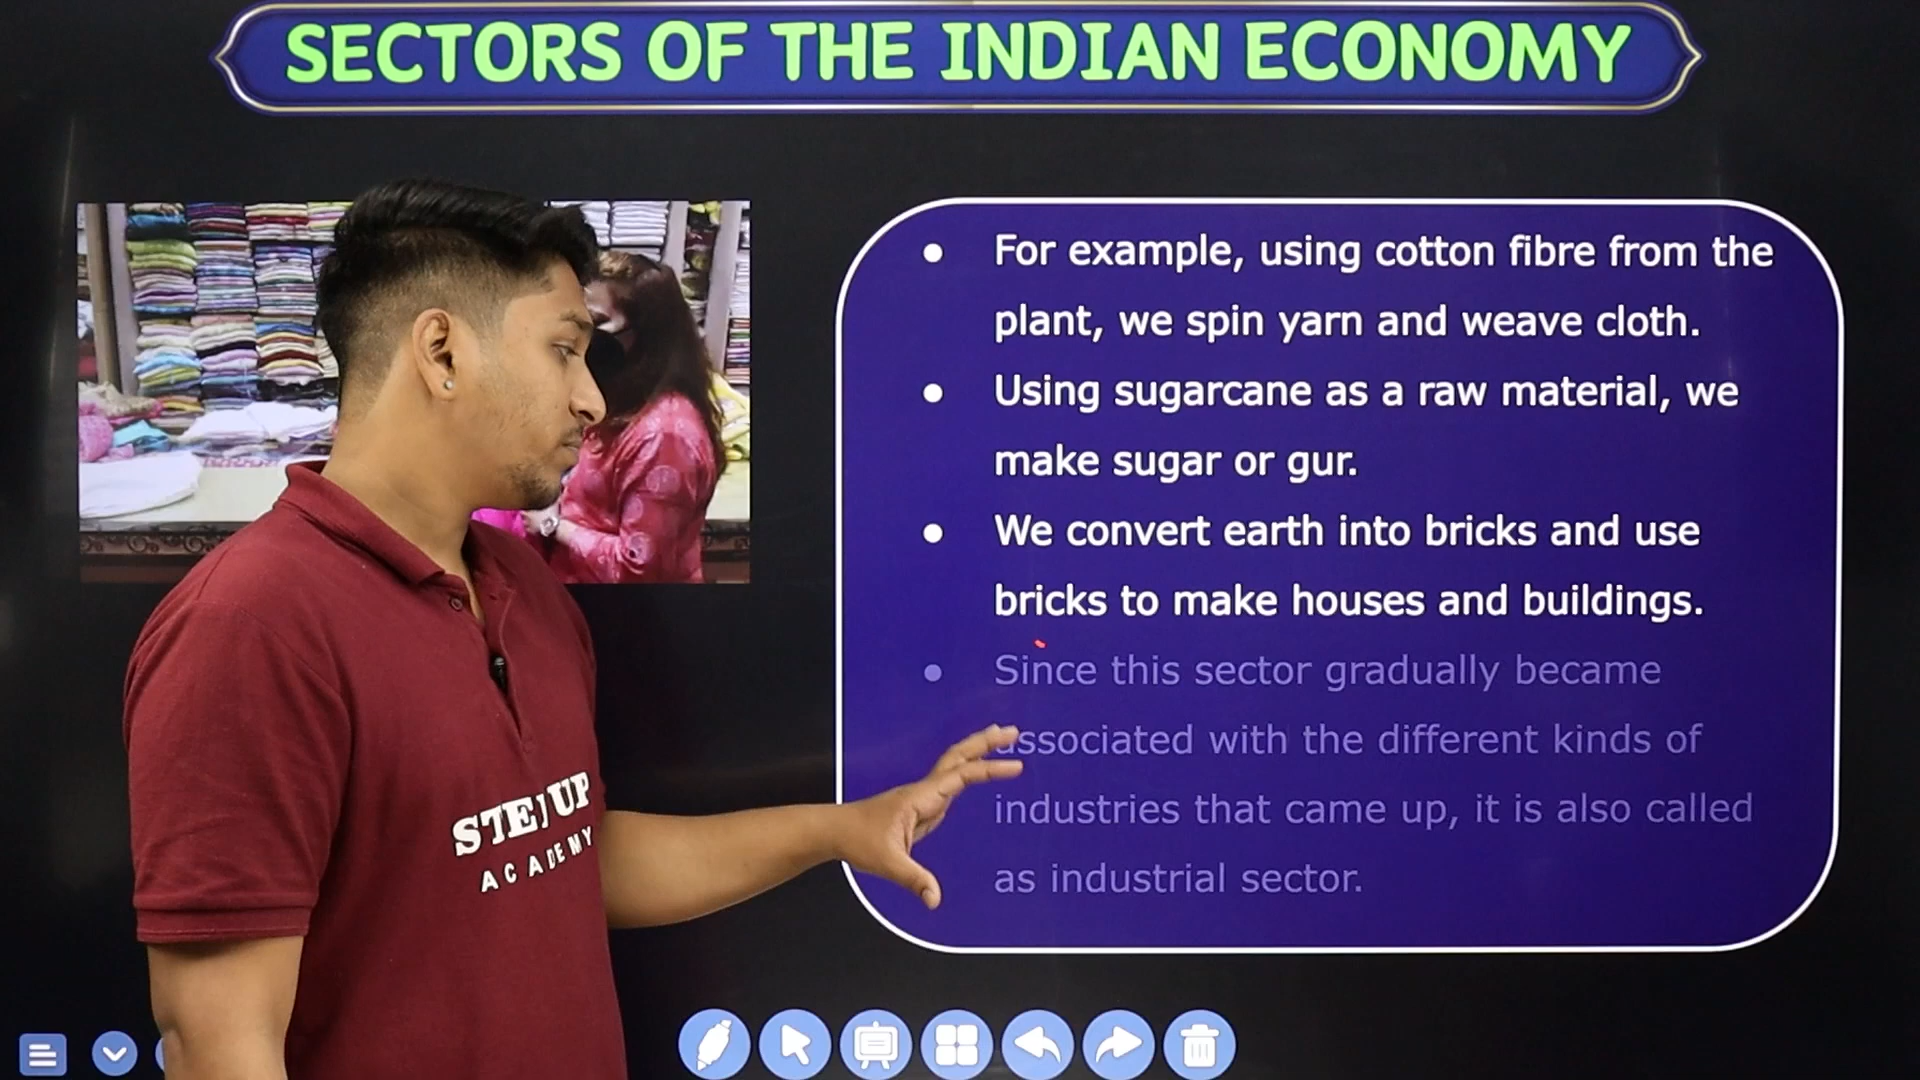 SECTORS OF THE INDIAN ECONOMY
• For example, using cotton fibre from the
plant, we spin yarn and weave cloth.
• Using sugarcane as a raw material, we
make sugar or gur.
• We convert earth into bricks and use
bricks to make houses and buildings.
• Since this sector gradually became
associated with the different kinds of
industries that came up, it is also called
as industrial sector.
STEP UP
ACADEMY